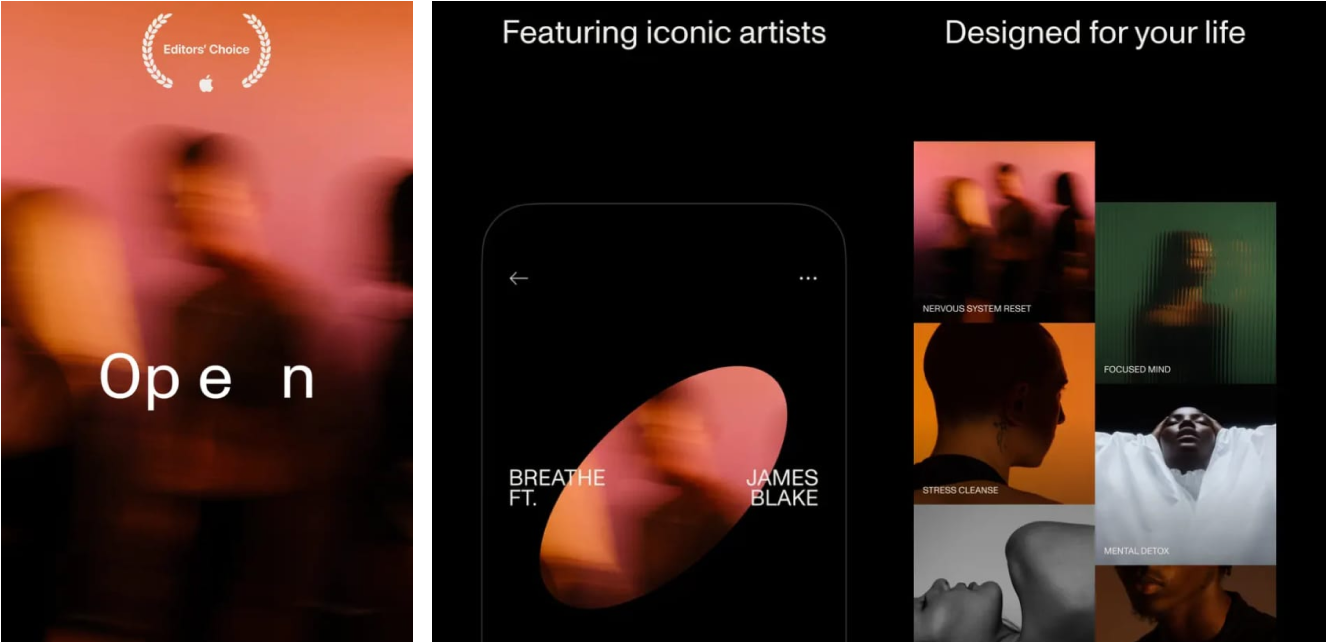 Editors' Choice
Op e n
Featuring iconic artists
BREATHE
FT.
JAMES
BLAKE
Designed for your life
NERVOUS SYSTEM RESET
FOCUSED MIND
STRESS CLEANSE
MENTAL DETOX